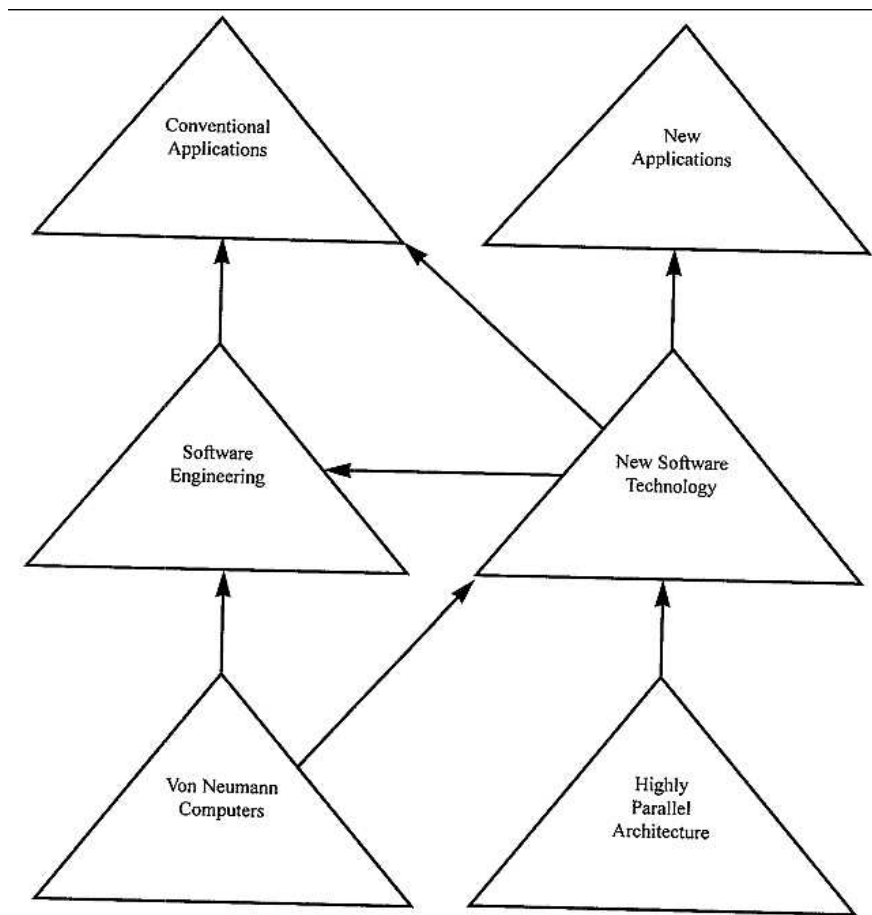 Conventional
Applications
New
Applications
Software
Engineering
New Software
Technology
Von Neumann
Computers
Highly
Parallel
Architecture